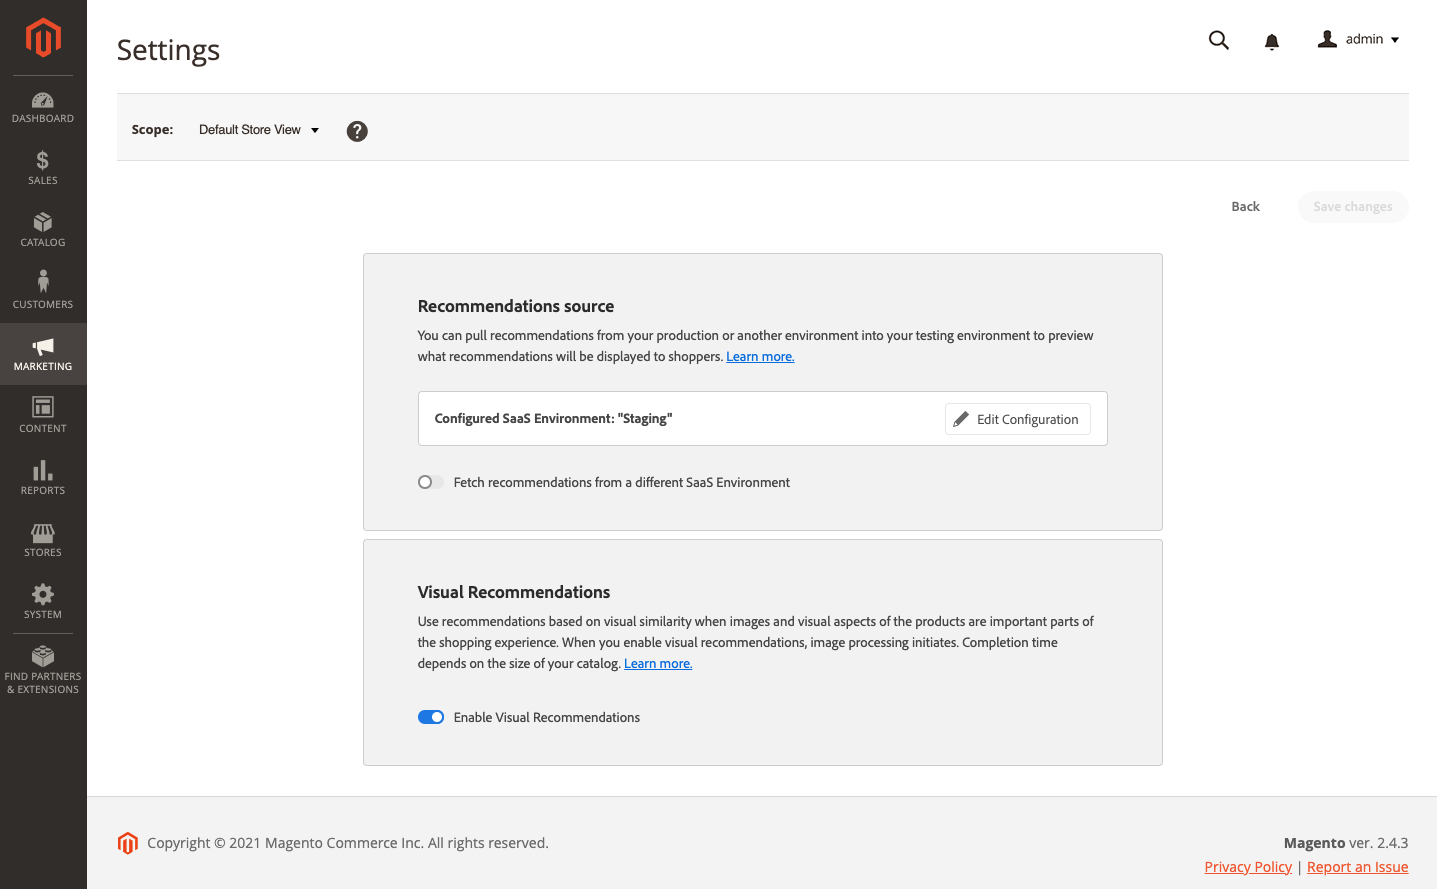 Settings
admin
DASHBOARD
SALES
CATALOG
CUSTOMERS
MARKETING
CONTENT
REPORTS
STORES
SYSTEM
FIND PARTNERS
& EXTENSIONS
Scope: Default Store View ?
Back Save changes
Recommendations source
You can pull recommendations from your production or another environment into your testing environment to preview
what recommendations will be displayed to shoppers. Learn more.
Configured SaaS Environment: "Staging" Edit Configuration
Fetch recommendations from a different SaaS Environment
Visual Recommendations
Use recommendations based on visual similarity when images and visual aspects of the products are important parts of
the shopping experience. When you enable visual recommendations, image processing initiates. Completion time
depends on the size of your catalog. Learn more.
Enable Visual Recommendations
Copyright © 2021 Magento Commerce Inc. All rights reserved.
Magento ver. 2.4.3
Privacy Policy | Report an Issue